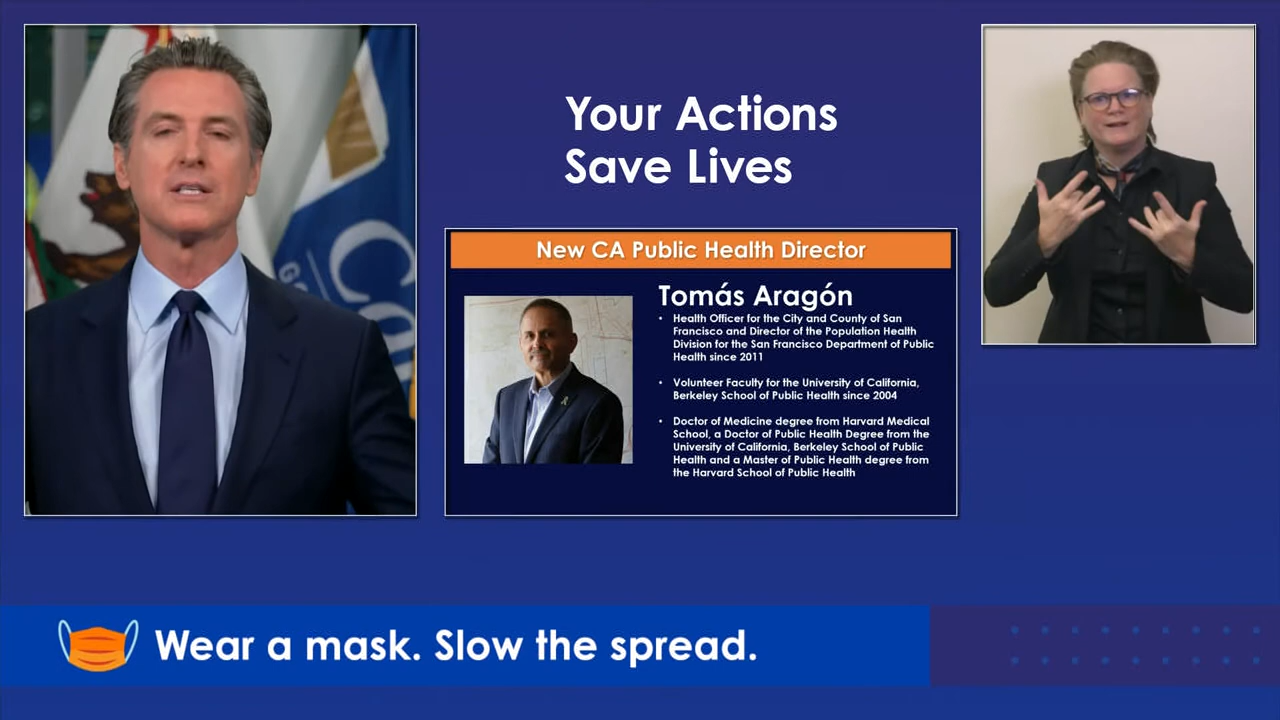 Your Actions
Save Lives
New CA Public Health Director
Tomás Aragón
• Health Officer for the City and County of San
Francisco and Director of the Population Health
Division for the San Francisco Department of Public
Health since 2011
• Volunteer Faculty for the University of California,
Berkeley School of Public Health since 2004
• Doctor of Medicine degree from Harvard Medical
School, a Doctor of Public Health Degree from the
University of California, Berkeley School of Public
Health and a Master of Public Health degree from
the Harvard School of Public Health
Wear a mask. Slow the spread.